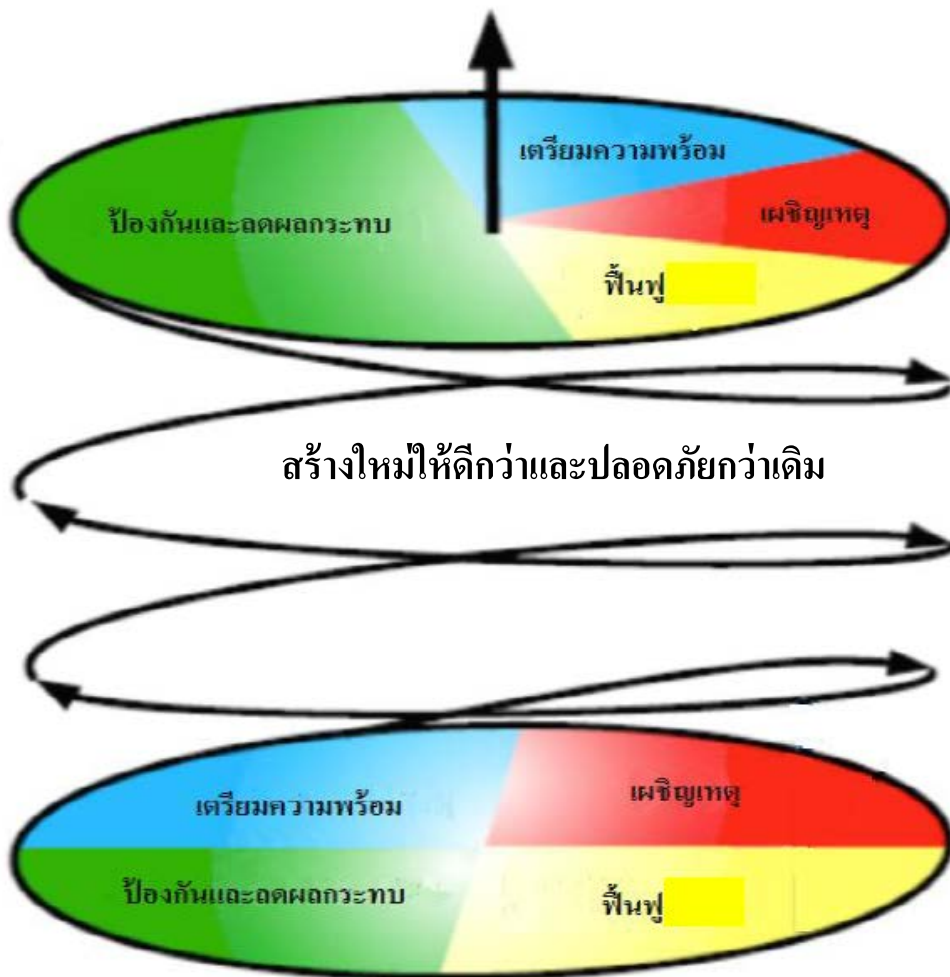 เตรียมความพร้อม
ป้องกันและลดผลกระทบ
เผชิญเหตุ
ฟื้นฟู
สร้างใหม่ให้ดีกว่าและปลอดภัยกว่าเดิม
เตรียมความพร้อม
เผชิญเหตุ
ป้องกันและลดผลกระทบ
ฟื้นฟู